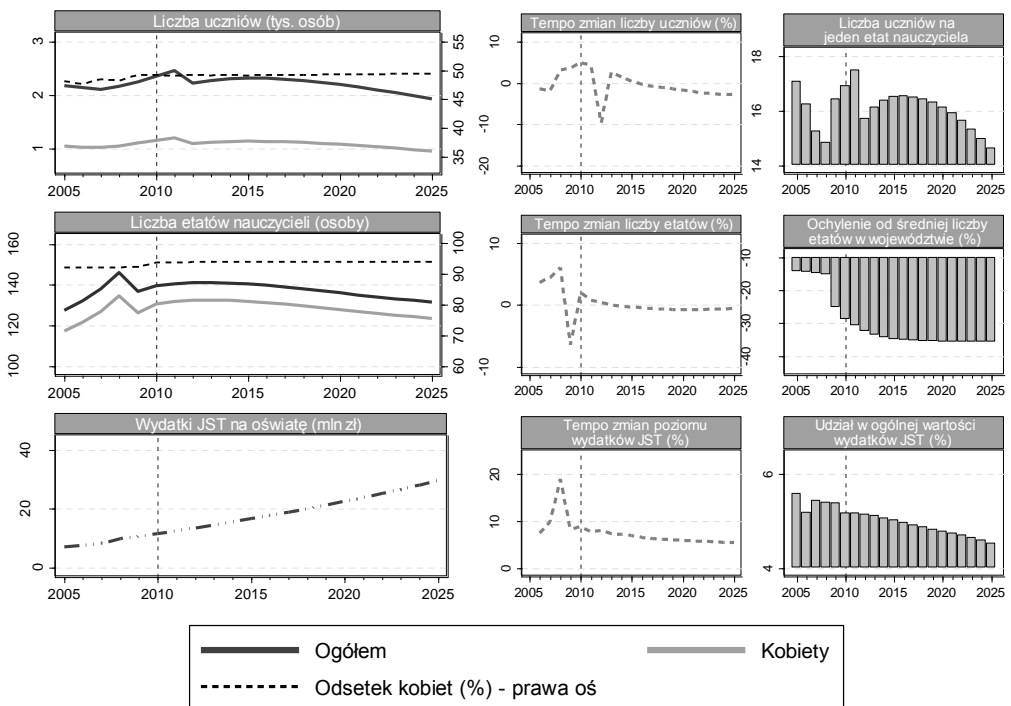 Liczba uczniów (tys. osób)
3
2
1
55
50
45
40
35
2005 2010 2015 2020 2025
Tempo zmian liczby uczniów (%)
10
0
-10
-20
2005 2010 2015 2020 2025
Liczba uczniów na
jeden etat nauczyciela
18
16
14
2005 2010 2015 2020 2025
Liczba etatów nauczycieli (osoby)
160
140
120
100
100
90
80
70
60
2005 2010 2015 2020 2025
Tempo zmian liczby etatów (%)
10
0
-10
2005 2010 2015 2020 2025
Ochylenie od średniej liczby
etatów w województwie (%)
-10
-20
-30
-40
2005 2010 2015 2020 2025
Wydatki JST na oświatę (mln zł)
40
20
0
2005 2010 2015 2020 2025
Tempo zmian poziomu
wydatków JST (%)
20
10
0
2005 2010 2015 2020 2025
Udział w ogólnej wartości
wydatków JST (%)
6
4
2005 2010 2015 2020 2025
Ogółem
Kobiety
Odsetek kobiet (%) - prawa oś